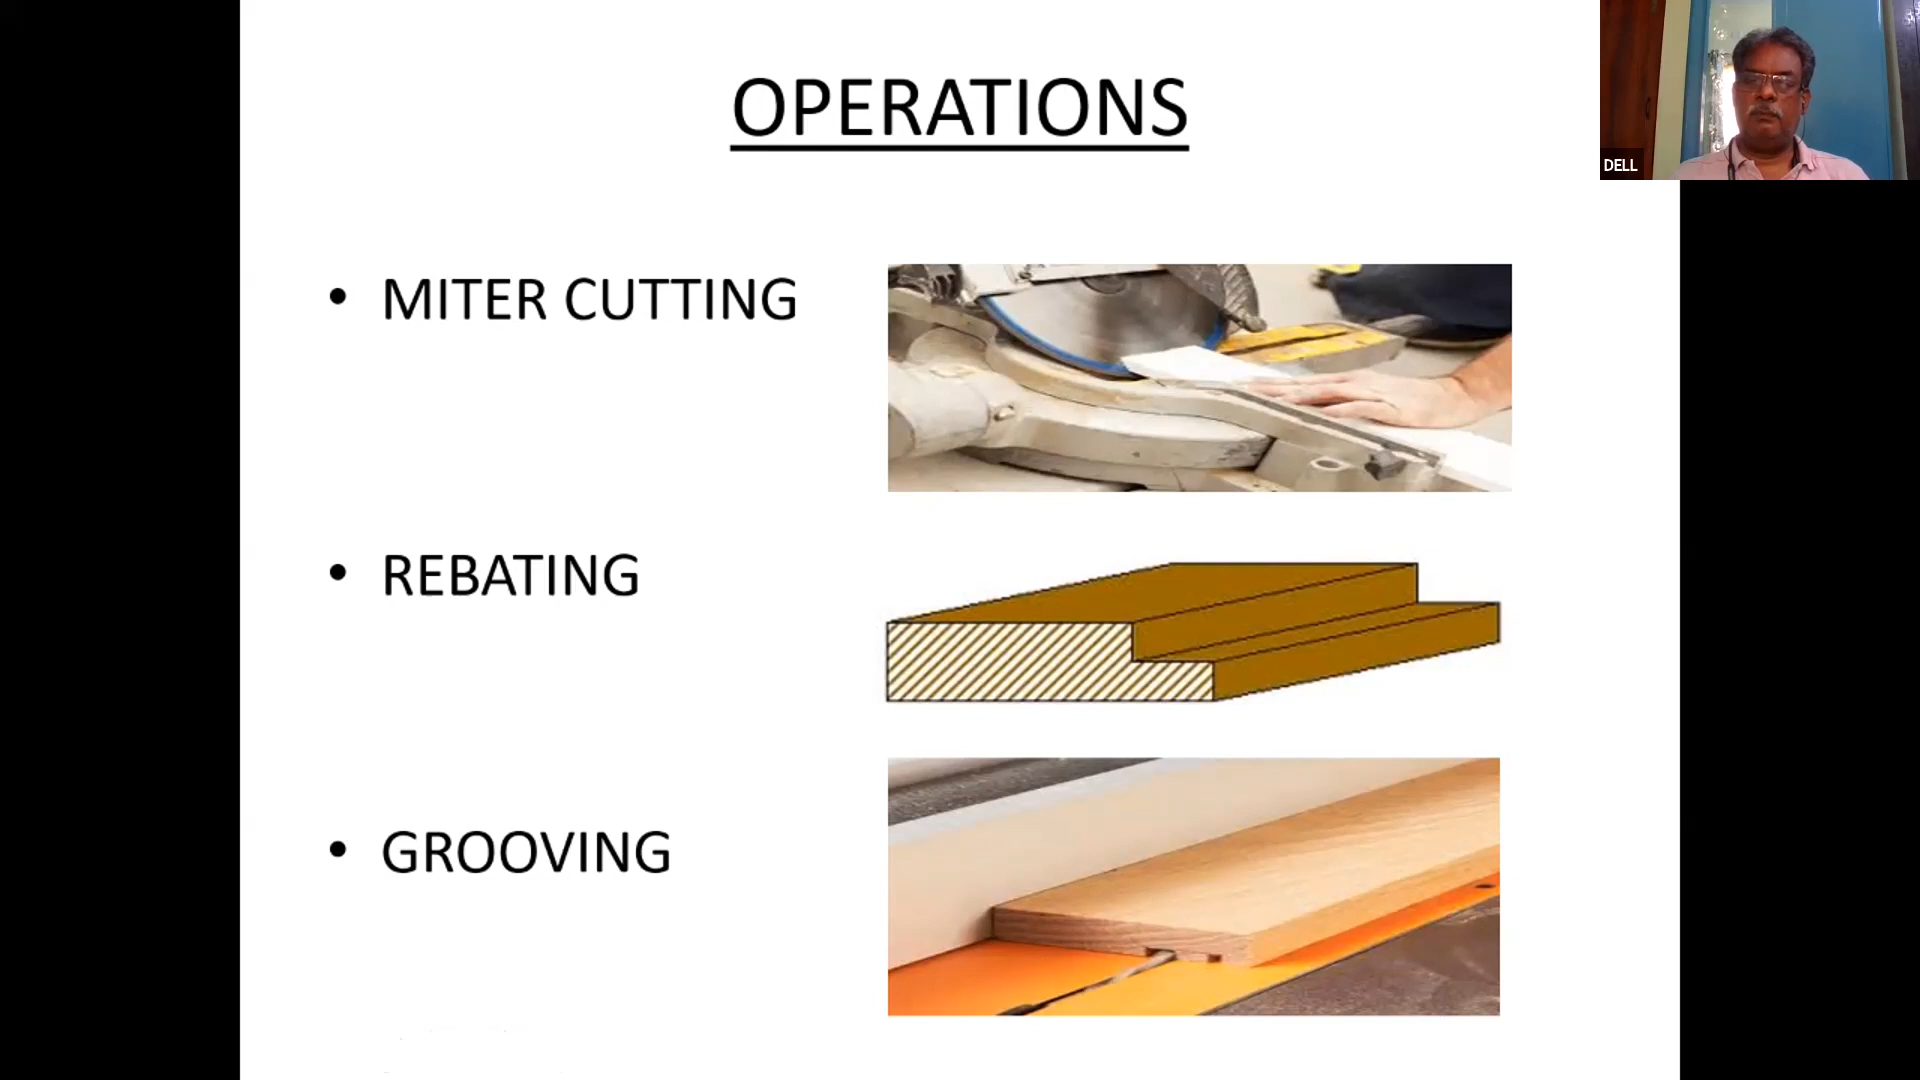 OPERATIONS
DELL
• MITER CUTTING
• REBATING
• GROOVING